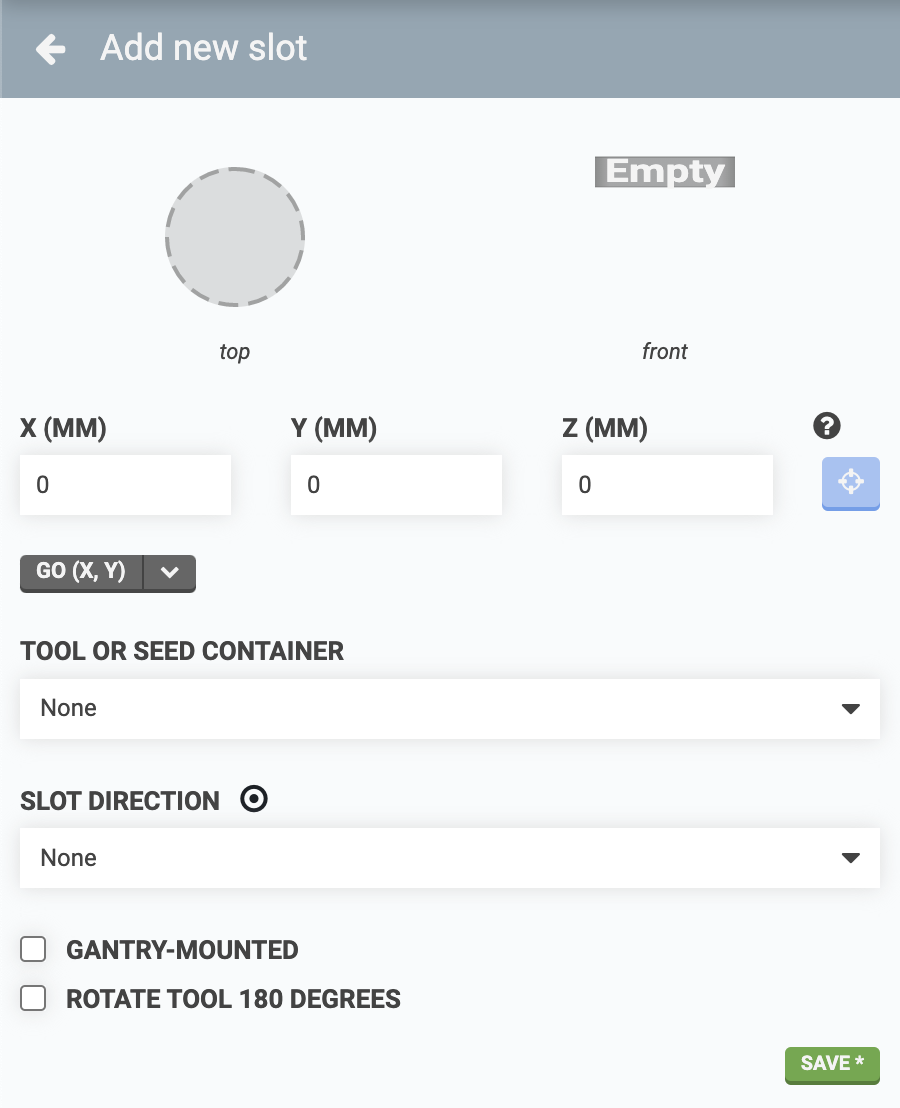 Add new slot
Empty
top
front
X (MM)
Y (MM)
Z (MM)
0
0
0
GO (X, Y)
TOOL OR SEED CONTAINER
None
SLOT DIRECTION
None
GANTRY-MOUNTED
ROTATE TOOL 180 DEGREES
SAVE *